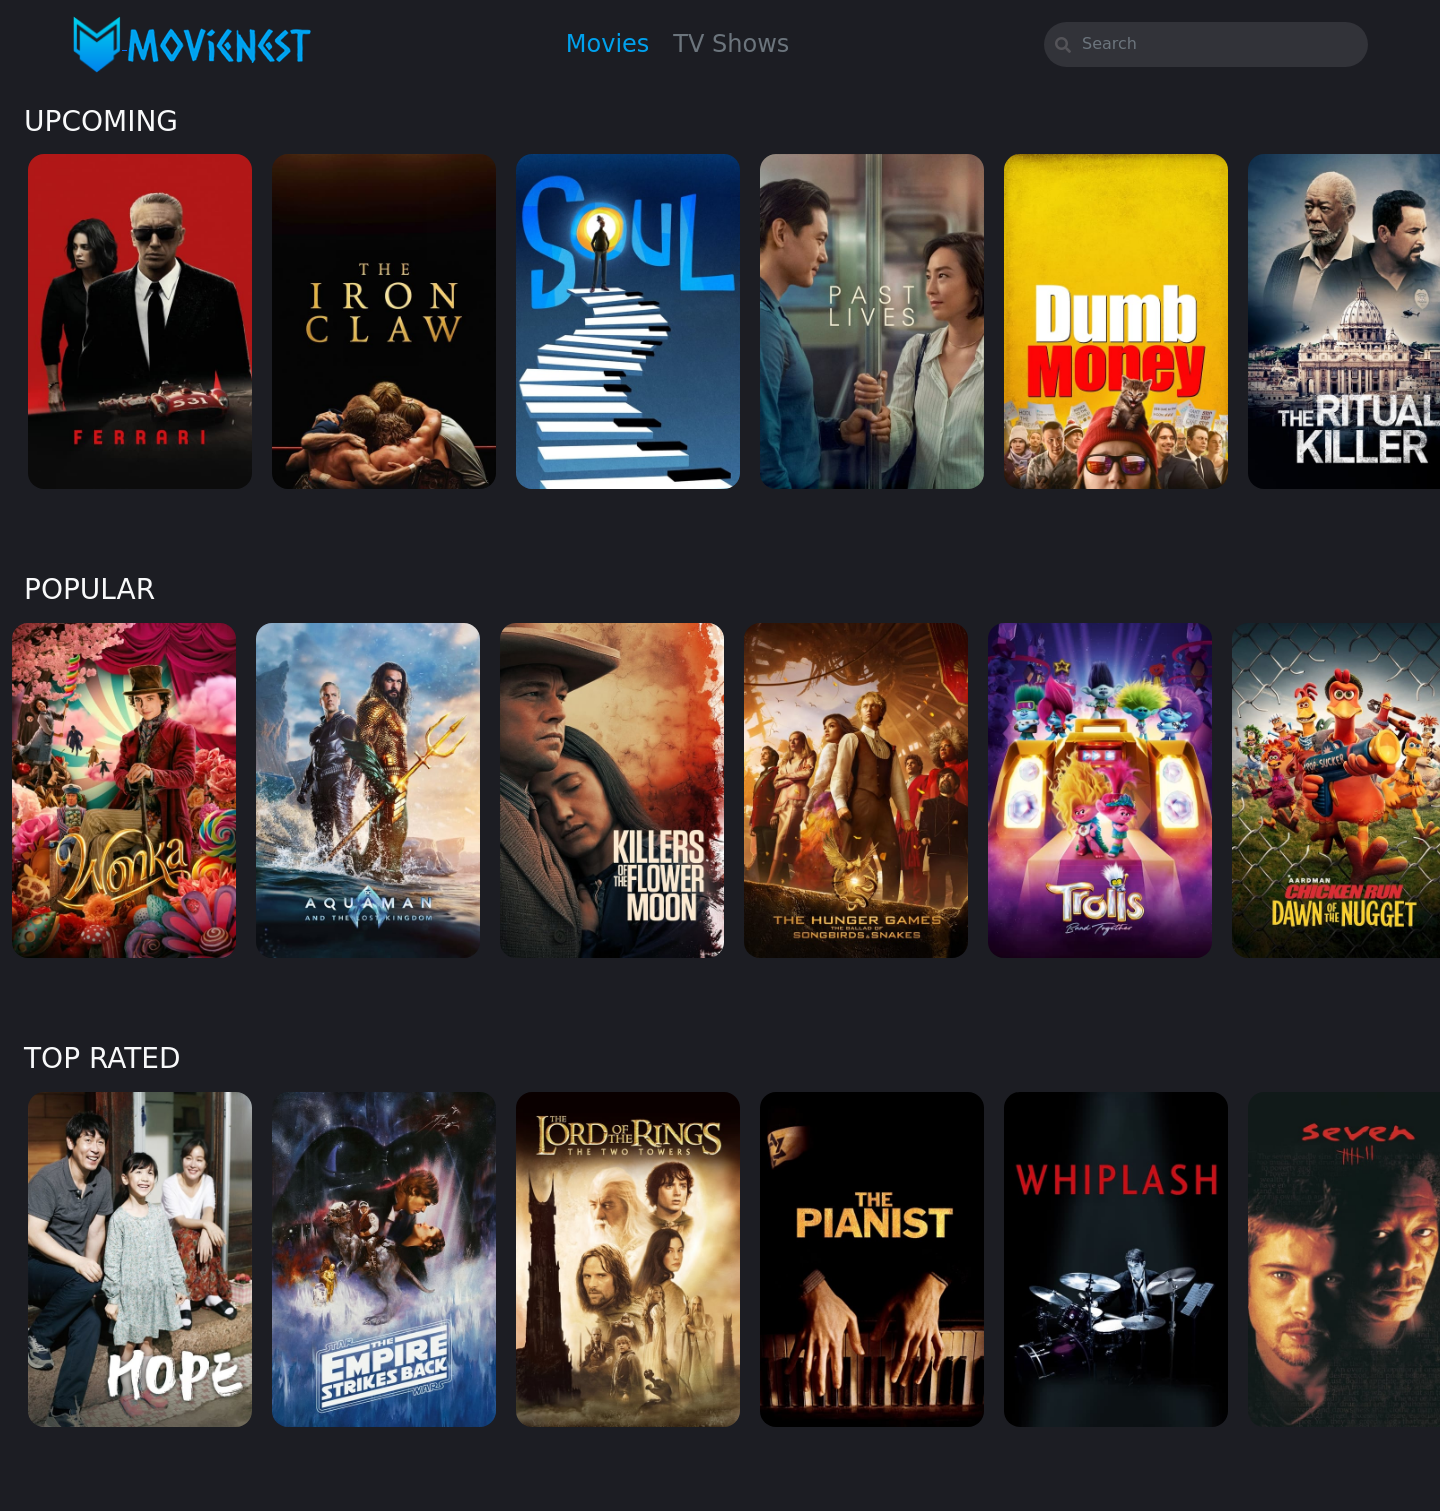 MOVIENEST
Movies
TV Shows
Search
UPCOMING
531
FERRARI
THE
IRON
CLAW
SOUL
PAST
LIVES
Dumb
Money
THE RITUAL
KILLER
POPULAR
Wonka
AQUAMAN
AND THE LOST KINGDOM
KILLERS
OF THE FLOWER
MOON
THE HUNGER GAMES
THE BALLAD OF
SONGBIRDS & SNAKES
Trolls
Band Together
POP-SUCKER
AARDMAN
CHICKEN RUN
DAWN OF THE NUGGET
TOP RATED
HOPE
STAR
THE
EMPIRE
STRIKES BACK
WARS
THE
LORD OF THE RINGS
THE TWO TOWERS
THE
PIANIST
WHIPLASH
seven